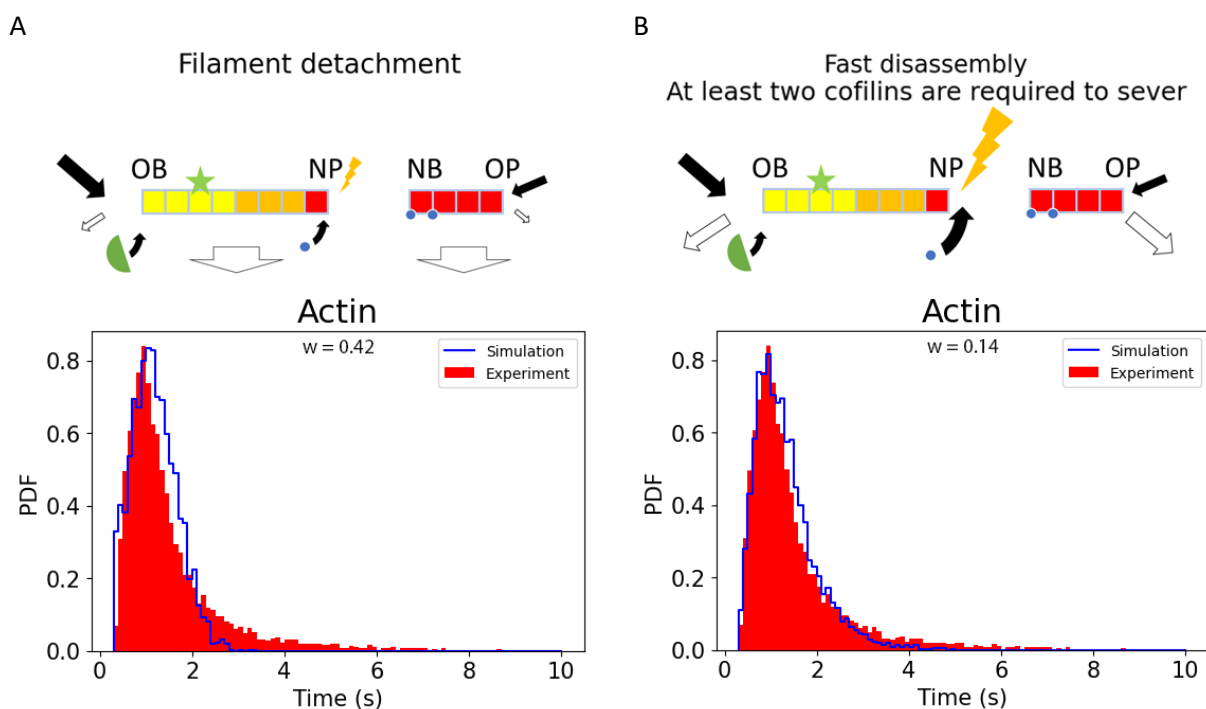 A
Filament detachment
OB NP NB OP
Actin
w = 0.42
Simulation
Experiment
0.8
0.6
0.4
0.2
0.0
PDF
0 2 4 6 8 10
Time (s)
B
Fast disassembly
At least two cofilins are required to sever
OB NP NB OP
Actin
w = 0.14
Simulation
Experiment
0.8
0.6
0.4
0.2
0.0
PDF
0 2 4 6 8 10
Time (s)